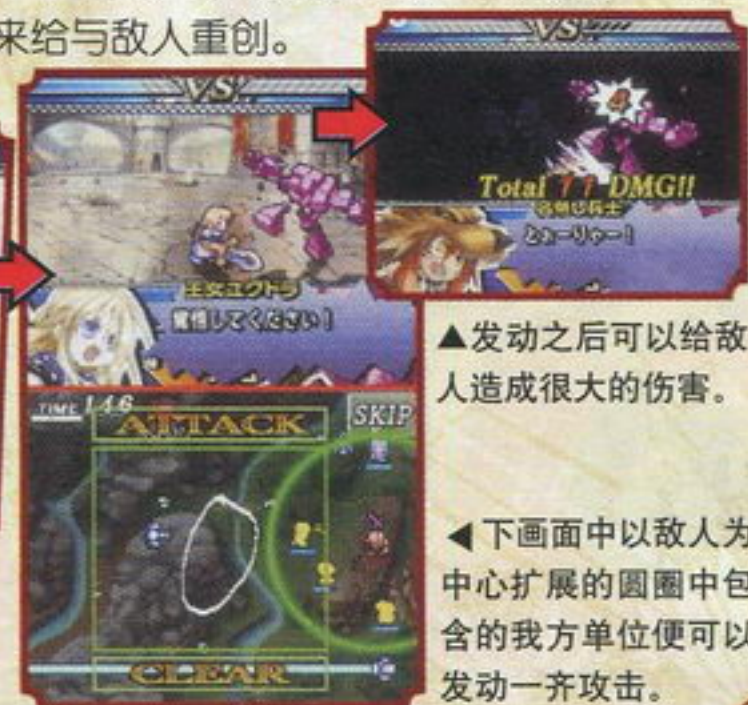 来给与敌人重创。
VS
VS
Total 77 DMG!!
とぉーりゃー！
王女ユグドラ
覚悟してください！
▲发动之后可以给敌
人造成很大的伤害。
TIME 146
ATTACK
SKIP
CLEAR
◀下画面中以敌人为
中心扩展的圆圈中包
含的我方单位便可以
发动一齐攻击。